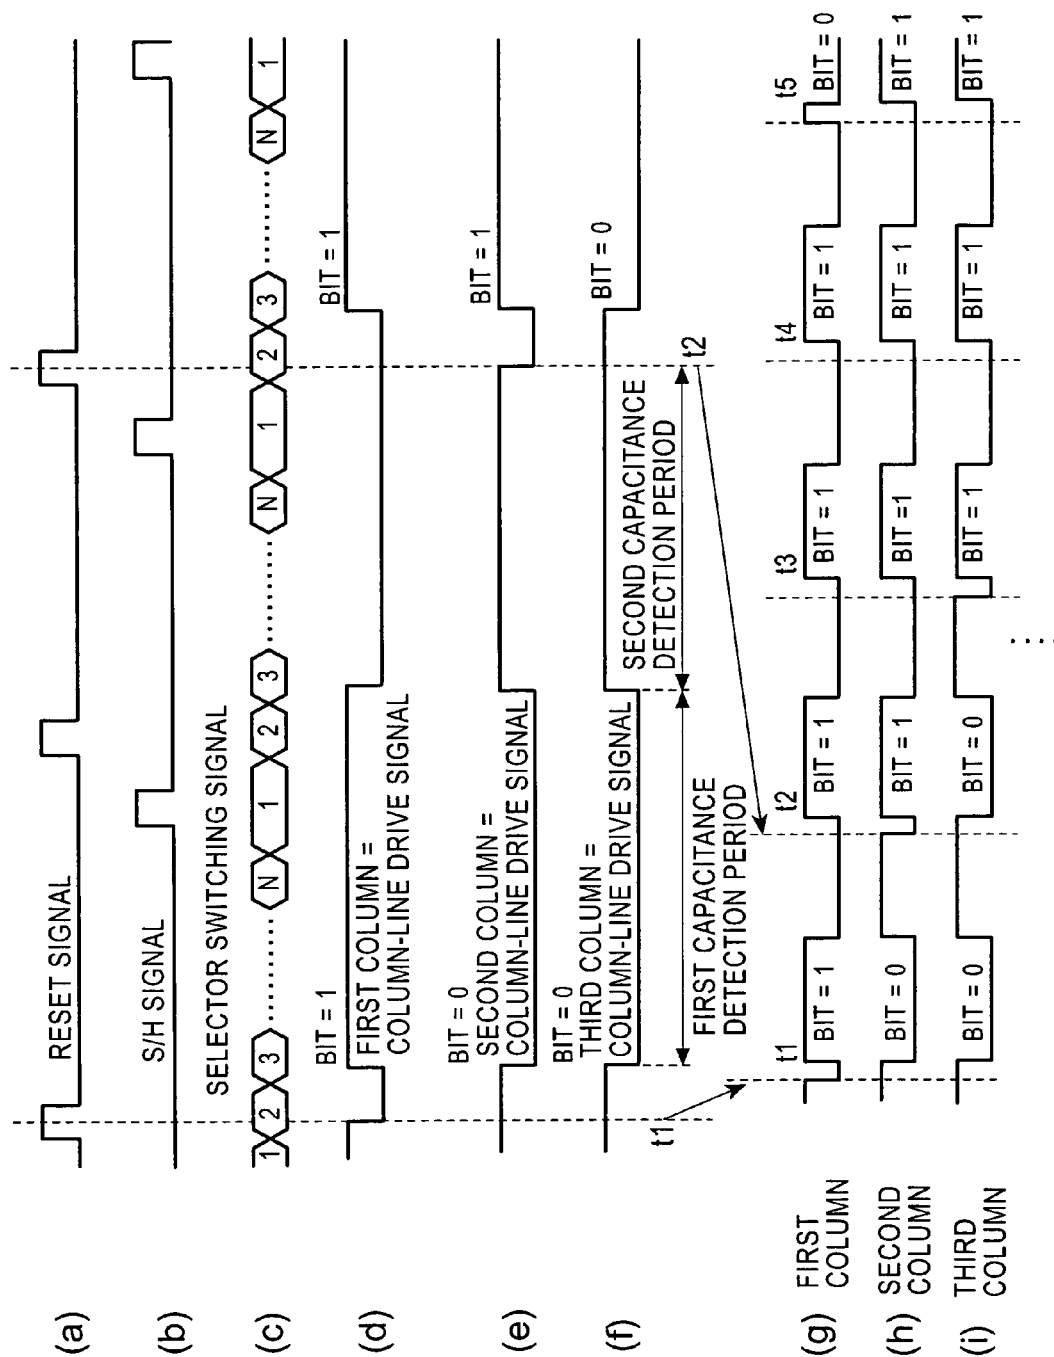 (a)
RESET SIGNAL
(b)
S/H SIGNAL
(c)
SELECTOR SWITCHING SIGNAL
1 2 3 ........ N 1 2 3 ........ N 1 2 3 ........ N 1
(d)
BIT = 1
FIRST COLUMN =
COLUMN-LINE DRIVE SIGNAL
BIT = 1
(e)
BIT = 0
SECOND COLUMN =
COLUMN-LINE DRIVE SIGNAL
BIT = 1
(f)
BIT = 0
THIRD COLUMN =
COLUMN-LINE DRIVE SIGNAL
BIT = 0
t1
FIRST CAPACITANCE
DETECTION PERIOD
SECOND CAPACITANCE
DETECTION PERIOD
t2
t1
t2
t3
t4
t5
(g)
FIRST
COLUMN
BIT = 1
BIT = 1
BIT = 1
BIT = 1
BIT = 0
(h)
SECOND
COLUMN
BIT = 0
BIT = 1
BIT =1
BIT = 1
BIT = 1
(i)
THIRD
COLUMN
BIT = 0
BIT = 0
BIT = 1
BIT = 1
BIT = 1
....